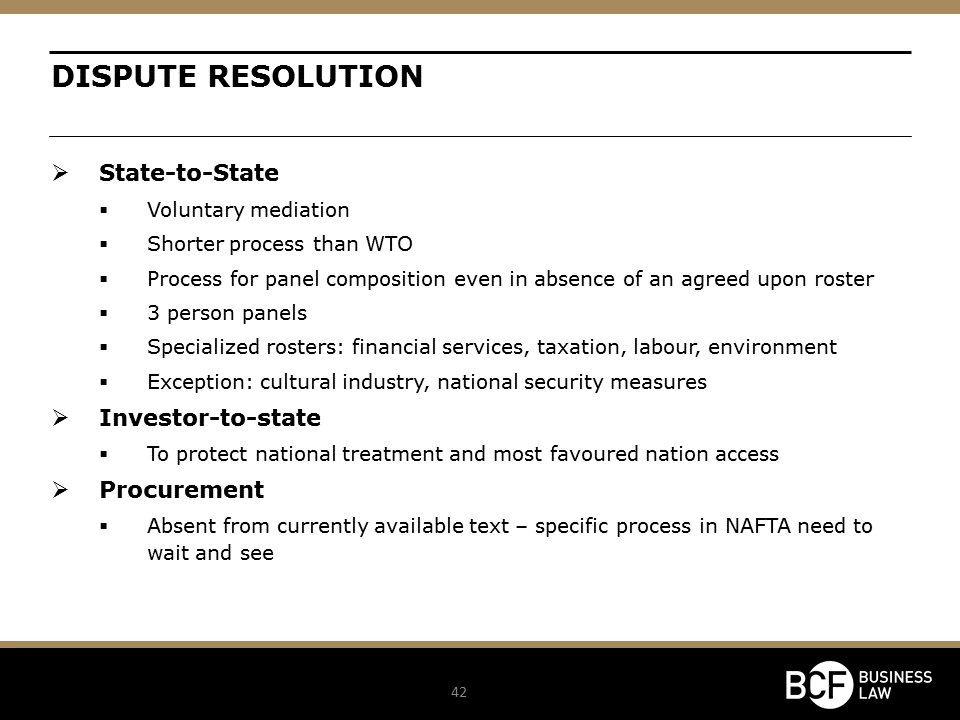 DISPUTE RESOLUTION
➢ State-to-State
▪ Voluntary mediation
▪ Shorter process than WTO
▪ Process for panel composition even in absence of an agreed upon roster
▪ 3 person panels
▪ Specialized rosters: financial services, taxation, labour, environment
▪ Exception: cultural industry, national security measures
➢ Investor-to-state
▪ To protect national treatment and most favoured nation access
➢ Procurement
▪ Absent from currently available text – specific process in NAFTA need to
wait and see
42
BCF BUSINESS
LAW